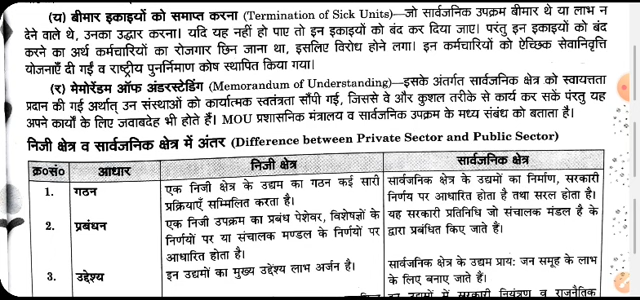 (य) बीमार इकाइयों को समाप्त करना (Termination of Sick Units)—जो सार्वजनिक उपक्रम बीमार थे या लाभ न
देने वाले थे, उनका उद्धार करना। यदि यह नहीं हो पाए तो इन इकाइयों को बंद कर दिया जाए। परंतु इन इकाइयों को बंद
करने का अर्थ कर्मचारियों का रोजगार छिन जाना था, इसलिए विरोध होने लगा। इन कर्मचारियों को ऐच्छिक सेवानिवृत्ति
योजनाएँ दी गईं व राष्ट्रीय पुनर्निमाण कोष स्थापित किया गया।
(र) मेमोरेंडम ऑफ अंडरस्टेडिंग (Memorandum of Understanding)—इसके अंतर्गत सार्वजनिक क्षेत्र को स्वायत्तता
प्रदान की गई अर्थात् उन संस्थाओं को कार्यात्मक स्वतंत्रता सौंपी गई, जिससे वे और कुशल तरीके से कार्य कर सकें परंतु यह
अपने कार्यों के लिए जवाबदेह भी होते हैं। MOU प्रशासनिक मंत्रालय व सार्वजनिक उपक्रम के मध्य संबंध को बताता है।
निजी क्षेत्र व सार्वजनिक क्षेत्र में अंतर (Difference between Private Sector and Public Sector)
क्र०सं० आधार निजी क्षेत्र सार्वजनिक क्षेत्र
1. गठन एक निजी क्षेत्र के उद्यम का गठन कई सारी सार्वजनिक क्षेत्र के उद्यमों का निर्माण, सरकारी
प्रक्रियाएँ सम्मिलित करता है। निर्णय पर आधारित होता है तथा सरल होता है।
2. प्रबंधन एक निजी उपक्रम का प्रबंध पेशेवर, विशेषज्ञों के यह सरकारी प्रतिनिधि जो संचालक मंडल है के
निर्णयों पर या संचालक मण्डल के निर्णयों पर द्वारा प्रबंधित किए जाते हैं।
आधारित होता है।
3. उद्देश्य इन उद्यमों का मुख्य उद्देश्य लाभ अर्जन है। सार्वजनिक क्षेत्र के उद्यम प्राय: जन समूह के लाभ
के लिए बनाए जाते हैं।
उद्यमों में सरकारी नियंत्रण व राजनैतिक